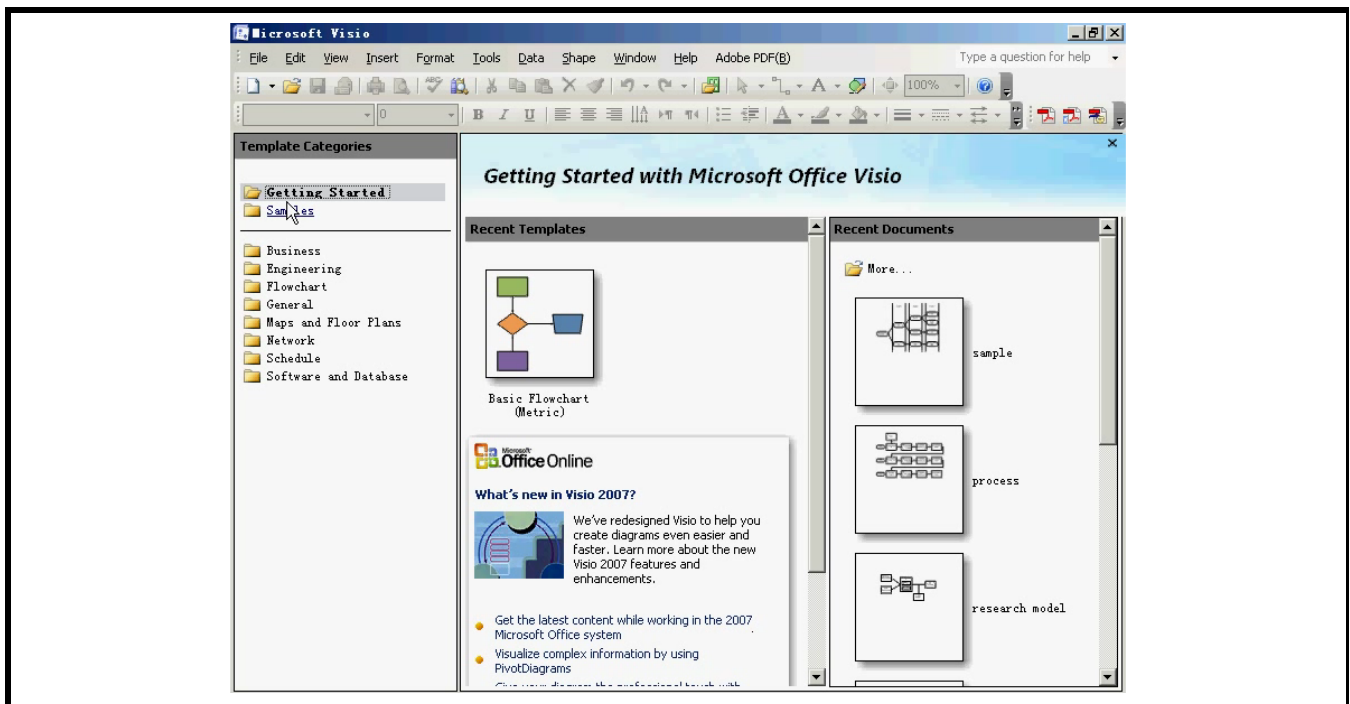 Microsoft Visio
File Edit View Insert Format Tools Data Shape Window Help Adobe PDF(B)
Type a question for help
100%
0
Template Categories
Getting Started
Samples
Business
Engineering
Flowchart
General
Maps and Floor Plans
Network
Schedule
Software and Database
Getting Started with Microsoft Office Visio
Recent Templates
Basic Flowchart
(Metric)
Microsoft
Office Online
What's new in Visio 2007?
We've redesigned Visio to help you
create diagrams even easier and
faster. Learn more about the new
Visio 2007 features and
enhancements.
Get the latest content while working in the 2007
Microsoft Office system
Visualize complex information by using
PivotDiagrams
Recent Documents
More...
sample
process
research model